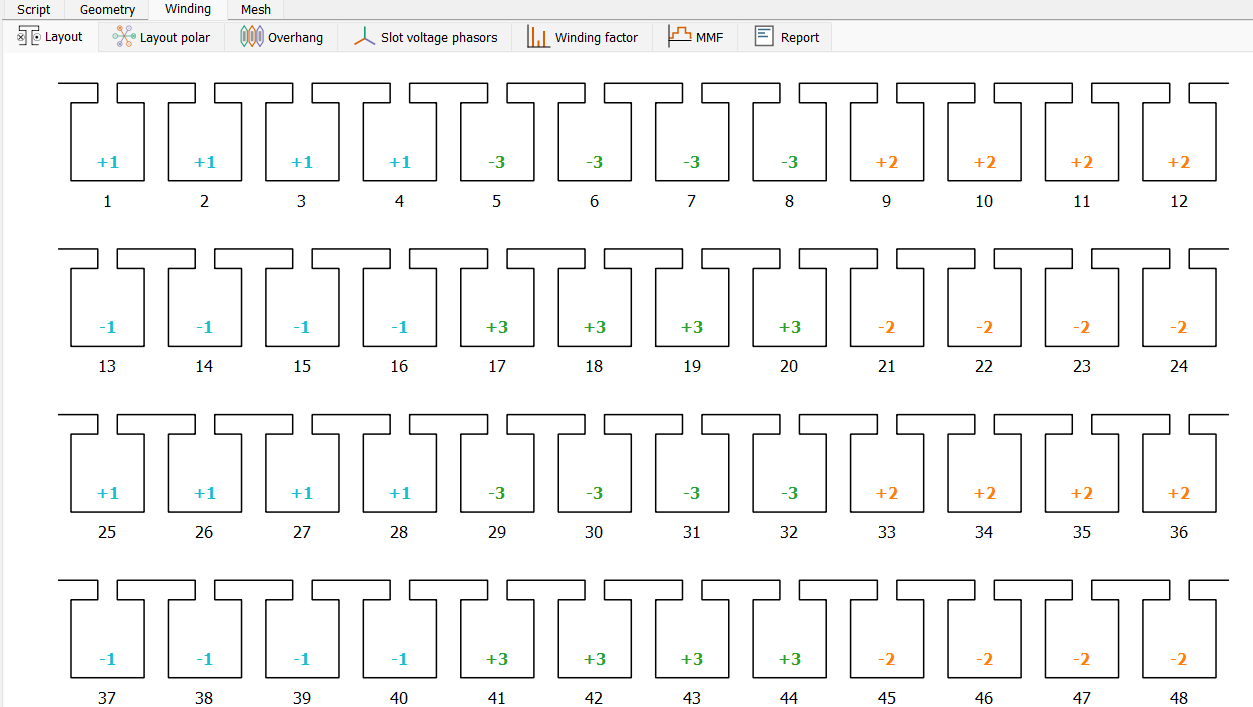 Script Geometry Winding Mesh
Layout Layout polar Overhang Slot voltage phasors Winding factor MMF Report
+1 +1 +1 +1 -3 -3 -3 -3 +2 +2 +2 +2
1 2 3 4 5 6 7 8 9 10 11 12
-1 -1 -1 -1 +3 +3 +3 +3 -2 -2 -2 -2
13 14 15 16 17 18 19 20 21 22 23 24
+1 +1 +1 +1 -3 -3 -3 -3 +2 +2 +2 +2
25 26 27 28 29 30 31 32 33 34 35 36
-1 -1 -1 -1 +3 +3 +3 +3 -2 -2 -2 -2
37 38 39 40 41 42 43 44 45 46 47 48